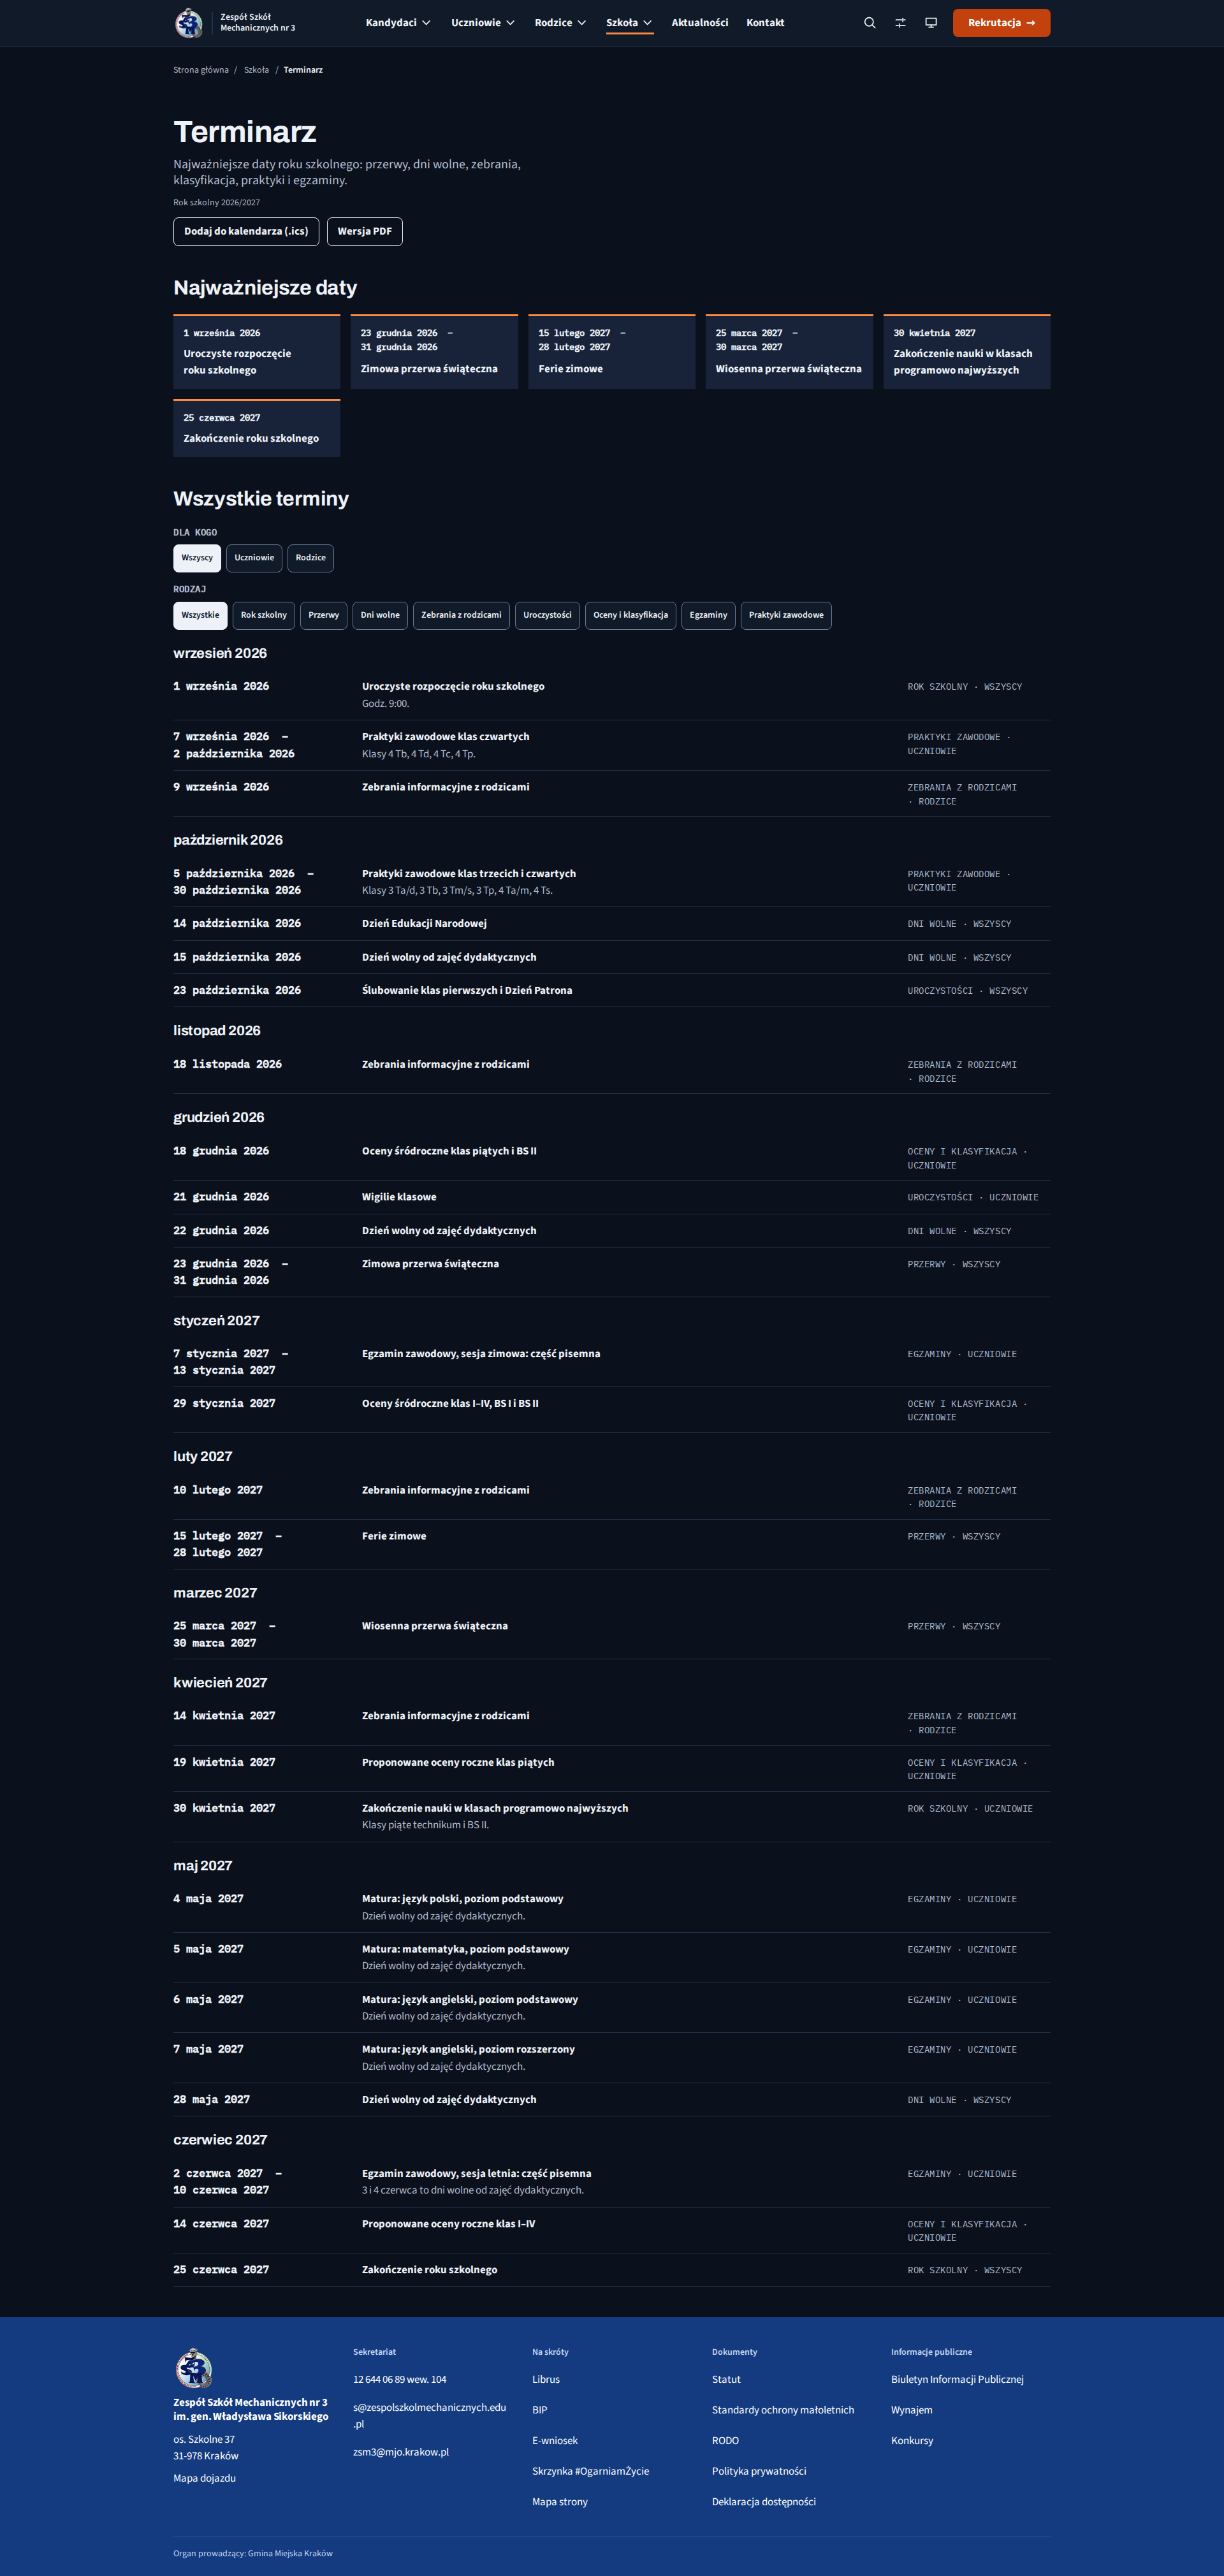 Zespół Szkół
Mechanicznych nr 3
Kandydaci
Uczniowie
Rodzice
Szkoła
Aktualności
Kontakt
Rekrutacja →
Strona główna / Szkoła / Terminarz
Terminarz
Najważniejsze daty roku szkolnego: przerwy, dni wolne, zebrania,
klasyfikacja, praktyki i egzaminy.
Rok szkolny 2026/2027
Dodaj do kalendarza (.ics)
Wersja PDF
Najważniejsze daty
1 września 2026
Uroczyste rozpoczęcie
roku szkolnego
23 grudnia 2026 –
31 grudnia 2026
Zimowa przerwa świąteczna
15 lutego 2027 –
28 lutego 2027
Ferie zimowe
25 marca 2027 –
30 marca 2027
Wiosenna przerwa świąteczna
30 kwietnia 2027
Zakończenie nauki w klasach
programowo najwyższych
25 czerwca 2027
Zakończenie roku szkolnego
Wszystkie terminy
DLA KOGO
Wszyscy
Uczniowie
Rodzice
RODZAJ
Wszystkie
Rok szkolny
Przerwy
Dni wolne
Zebrania z rodzicami
Uroczystości
Oceny i klasyfikacja
Egzaminy
Praktyki zawodowe
wrzesień 2026
1 września 2026
Uroczyste rozpoczęcie roku szkolnego
Godz. 9:00.
ROK SZKOLNY · WSZYSCY
7 września 2026 –
2 października 2026
Praktyki zawodowe klas czwartych
Klasy 4 Tb, 4 Td, 4 Tc, 4 Tp.
PRAKTYKI ZAWODOWE ·
UCZNIOWIE
9 września 2026
Zebrania informacyjne z rodzicami
ZEBRANIA Z RODZICAMI
· RODZICE
październik 2026
5 października 2026 –
30 października 2026
Praktyki zawodowe klas trzecich i czwartych
Klasy 3 Ta/d, 3 Tb, 3 Tm/s, 3 Tp, 4 Ta/m, 4 Ts.
PRAKTYKI ZAWODOWE ·
UCZNIOWIE
14 października 2026
Dzień Edukacji Narodowej
DNI WOLNE · WSZYSCY
15 października 2026
Dzień wolny od zajęć dydaktycznych
DNI WOLNE · WSZYSCY
23 października 2026
Ślubowanie klas pierwszych i Dzień Patrona
UROCZYSTOŚCI · WSZYSCY
listopad 2026
18 listopada 2026
Zebrania informacyjne z rodzicami
ZEBRANIA Z RODZICAMI
· RODZICE
grudzień 2026
18 grudnia 2026
Oceny śródroczne klas piątych i BS II
OCENY I KLASYFIKACJA ·
UCZNIOWIE
21 grudnia 2026
Wigilie klasowe
UROCZYSTOŚCI · UCZNIOWIE
22 grudnia 2026
Dzień wolny od zajęć dydaktycznych
DNI WOLNE · WSZYSCY
23 grudnia 2026 –
31 grudnia 2026
Zimowa przerwa świąteczna
PRZERWY · WSZYSCY
styczeń 2027
7 stycznia 2027 –
13 stycznia 2027
Egzamin zawodowy, sesja zimowa: część pisemna
EGZAMINY · UCZNIOWIE
29 stycznia 2027
Oceny śródroczne klas I–IV, BS I i BS II
OCENY I KLASYFIKACJA ·
UCZNIOWIE
luty 2027
10 lutego 2027
Zebrania informacyjne z rodzicami
ZEBRANIA Z RODZICAMI
· RODZICE
15 lutego 2027 –
28 lutego 2027
Ferie zimowe
PRZERWY · WSZYSCY
marzec 2027
25 marca 2027 –
30 marca 2027
Wiosenna przerwa świąteczna
PRZERWY · WSZYSCY
kwiecień 2027
14 kwietnia 2027
Zebrania informacyjne z rodzicami
ZEBRANIA Z RODZICAMI
· RODZICE
19 kwietnia 2027
Proponowane oceny roczne klas piątych
OCENY I KLASYFIKACJA ·
UCZNIOWIE
30 kwietnia 2027
Zakończenie nauki w klasach programowo najwyższych
Klasy piąte technikum i BS II.
ROK SZKOLNY · UCZNIOWIE
maj 2027
4 maja 2027
Matura: język polski, poziom podstawowy
Dzień wolny od zajęć dydaktycznych.
EGZAMINY · UCZNIOWIE
5 maja 2027
Matura: matematyka, poziom podstawowy
Dzień wolny od zajęć dydaktycznych.
EGZAMINY · UCZNIOWIE
6 maja 2027
Matura: język angielski, poziom podstawowy
Dzień wolny od zajęć dydaktycznych.
EGZAMINY · UCZNIOWIE
7 maja 2027
Matura: język angielski, poziom rozszerzony
Dzień wolny od zajęć dydaktycznych.
EGZAMINY · UCZNIOWIE
28 maja 2027
Dzień wolny od zajęć dydaktycznych
DNI WOLNE · WSZYSCY
czerwiec 2027
2 czerwca 2027 –
10 czerwca 2027
Egzamin zawodowy, sesja letnia: część pisemna
3 i 4 czerwca to dni wolne od zajęć dydaktycznych.
EGZAMINY · UCZNIOWIE
14 czerwca 2027
Proponowane oceny roczne klas I–IV
OCENY I KLASYFIKACJA ·
UCZNIOWIE
25 czerwca 2027
Zakończenie roku szkolnego
ROK SZKOLNY · WSZYSCY
Zespół Szkół Mechanicznych nr 3
im. gen. Władysława Sikorskiego
os. Szkolne 37
31-978 Kraków
Mapa dojazdu
Sekretariat
12 644 06 89 wew. 104
s@zespolszkolmechanicznych.edu
.pl
zsm3@mjo.krakow.pl
Na skróty
Librus
BIP
E-wniosek
Skrzynka #OgarniamŻycie
Mapa strony
Dokumenty
Statut
Standardy ochrony małoletnich
RODO
Polityka prywatności
Deklaracja dostępności
Informacje publiczne
Biuletyn Informacji Publicznej
Wynajem
Konkursy
Organ prowadzący: Gmina Miejska Kraków